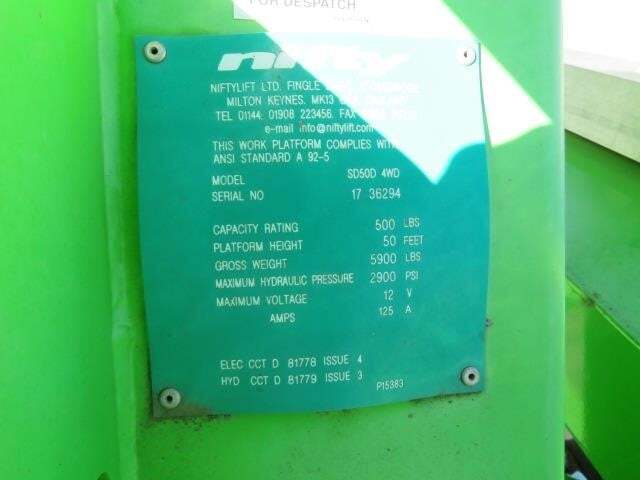 FOR DESPATCH
nifty
NIFTYLIFT LTD. FINGLE
MILTON KEYNES. MK13
TEL 01144 01908 223456. FAX
e-mail info@niftylift.com
THIS WORK PLATFORM COMPLIES WITH
ANSI STANDARD A 92-5
MODEL SD50D 4WD
SERIAL NO 17 36294
CAPACITY RATING 500 LBS
PLATFORM HEIGHT 50 FEET
GROSS WEIGHT 5900 LBS
MAXIMUM HYDRAULIC PRESSURE 2900 PSI
MAXIMUM VOLTAGE 12 V
AMPS 125 A
ELEC CCT D 81778 ISSUE 4
HYD CCT D 81779 ISSUE 3
P15383